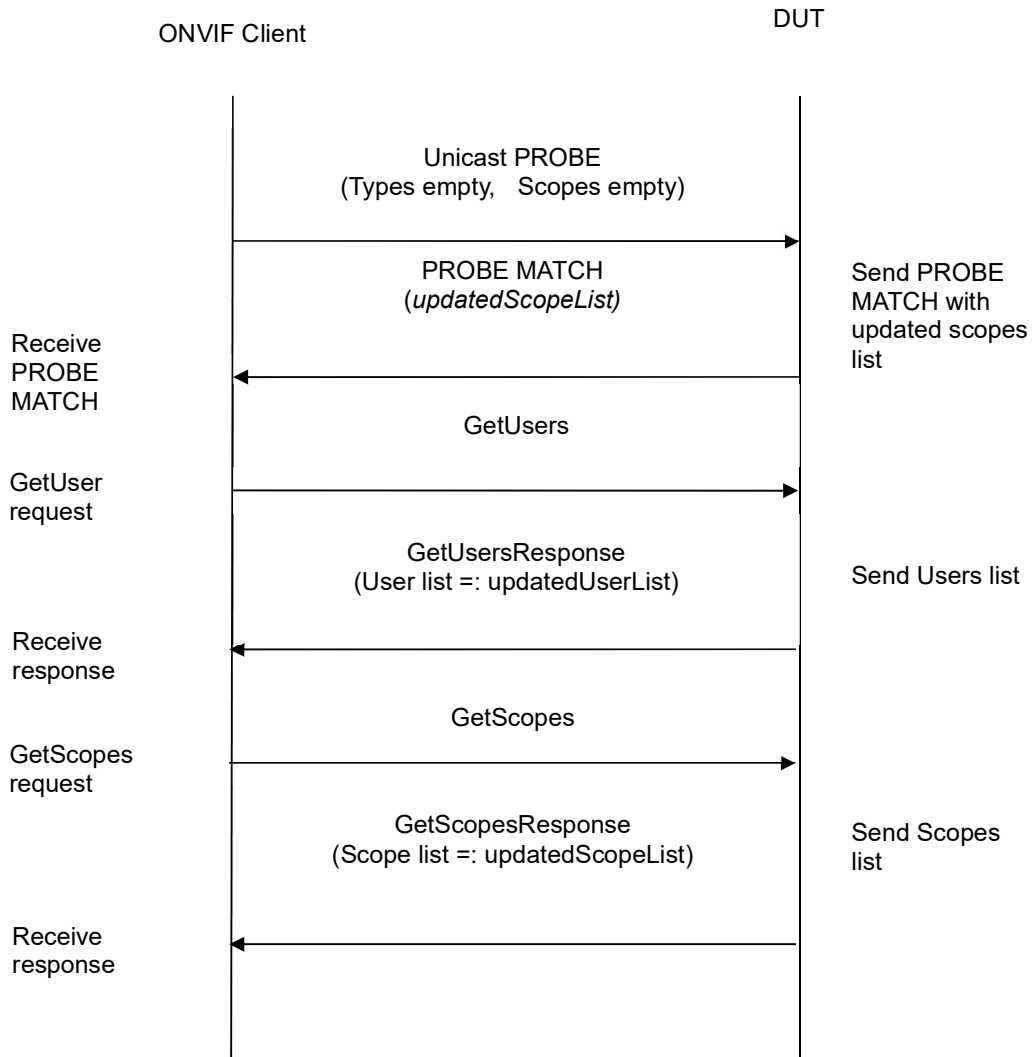 ONVIF Client
DUT
Unicast PROBE
(Types empty, Scopes empty)
PROBE MATCH
(updatedScopeList)
Send PROBE
MATCH with
updated scopes
list
Receive
PROBE
MATCH
GetUsers
GetUser
request
GetUsersResponse
(User list =: updatedUserList)
Send Users list
Receive
response
GetScopes
GetScopes
request
GetScopesResponse
(Scope list =: updatedScopeList)
Send Scopes
list
Receive
response